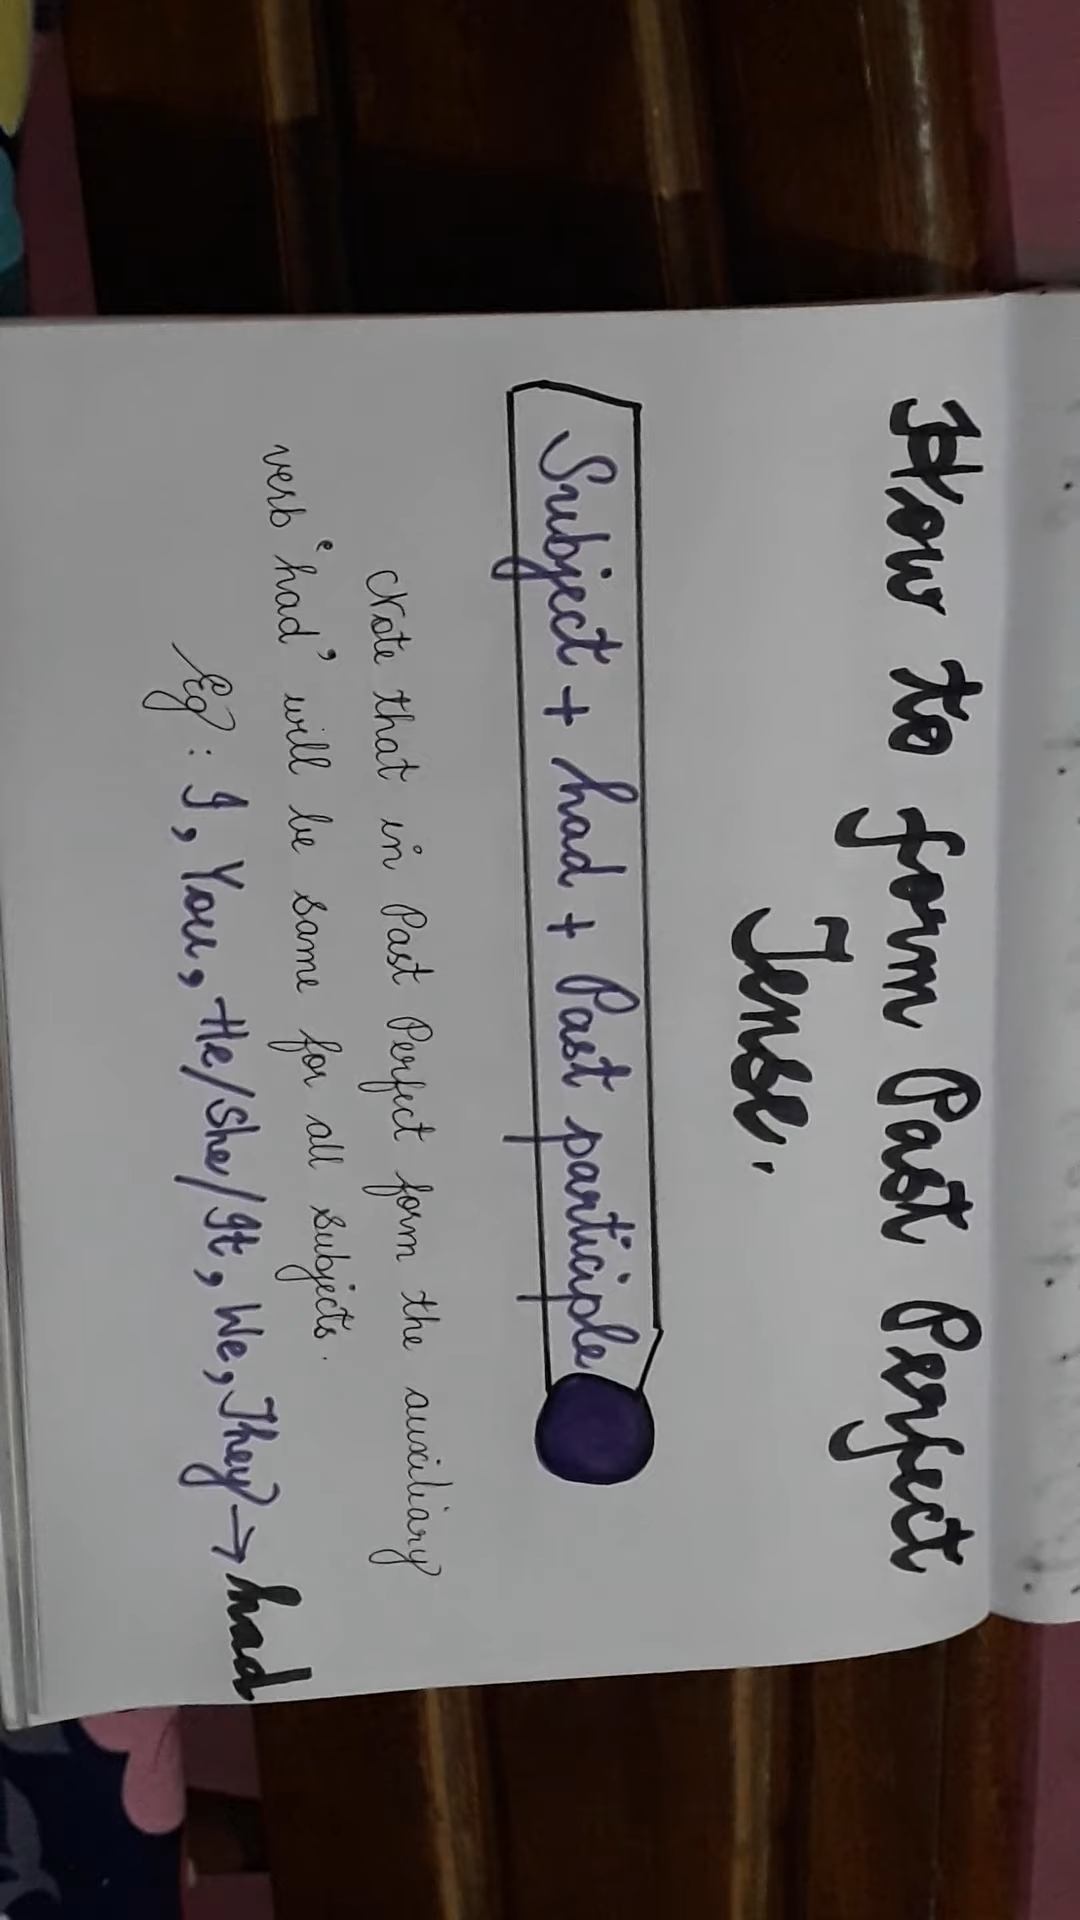 How to form Past Perfect
Tense.
Subject + had + Past participle
Note that in Past Perfect form the auxiliary
verb 'had' will be same for all subjects.
Eg : I, You, He/She/It, We, They → had